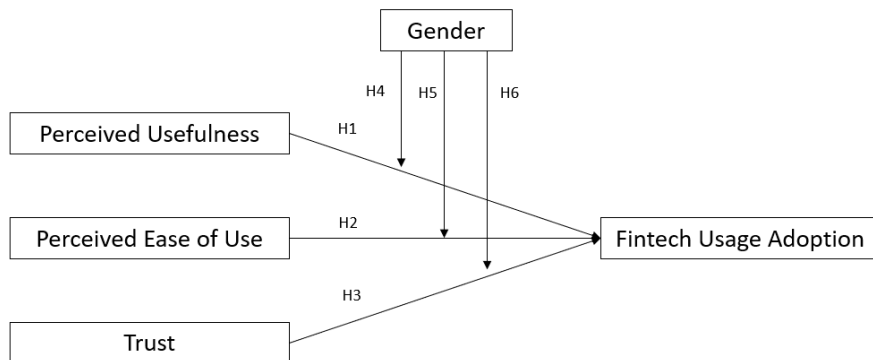 Gender
H4
H5
H6
Perceived Usefulness
H1
Perceived Ease of Use
H2
Fintech Usage Adoption
H3
Trust